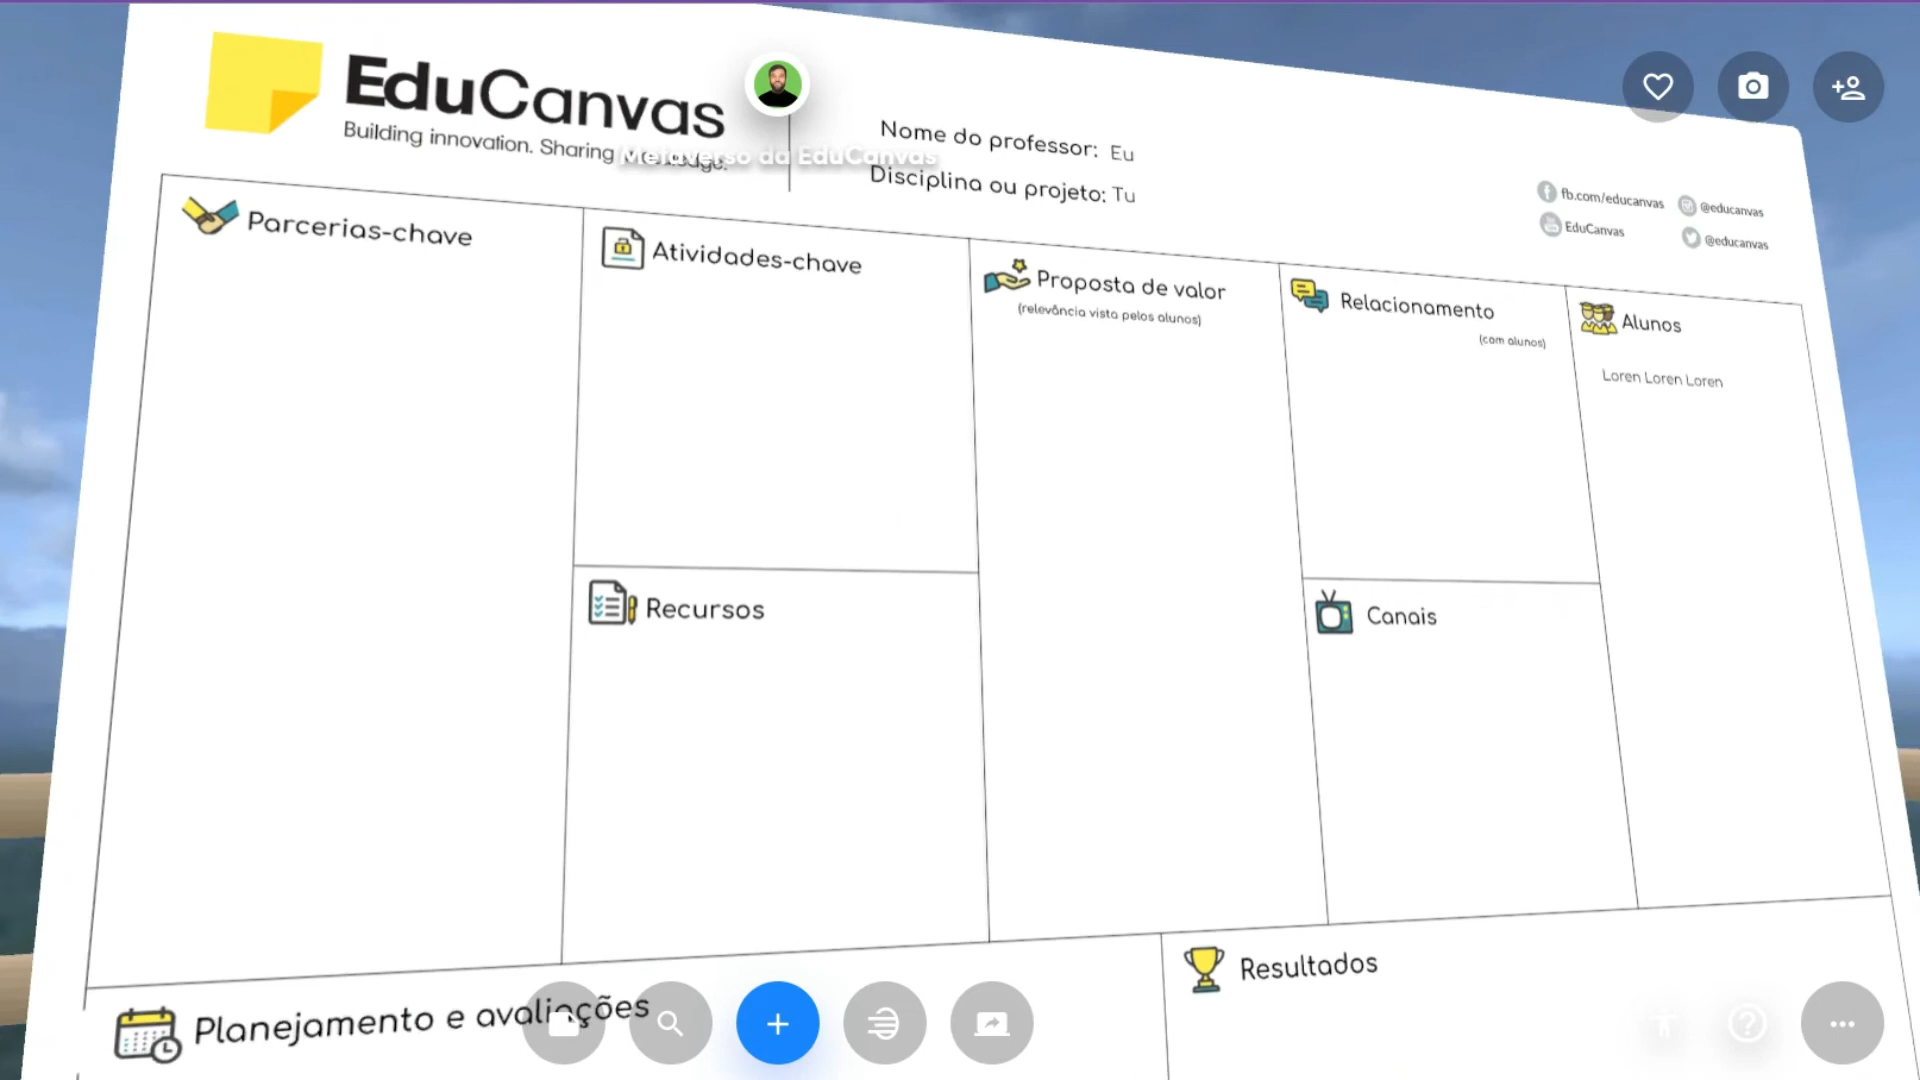 EduCanvas
Building innovation. Sharing
Metaverso da EduCanvas
Nome do professor: Eu
Disciplina ou projeto: Tu
fb.com/educanvas @educanvas
EduCanvas @educanvas
Parcerias-chave
Atividades-chave
Proposta de valor
(relevância vista pelos alunos)
Relacionamento
(com alunos)
Alunos
Loren Loren Loren
Recursos
Canais
Planejamento e avaliações
Resultados